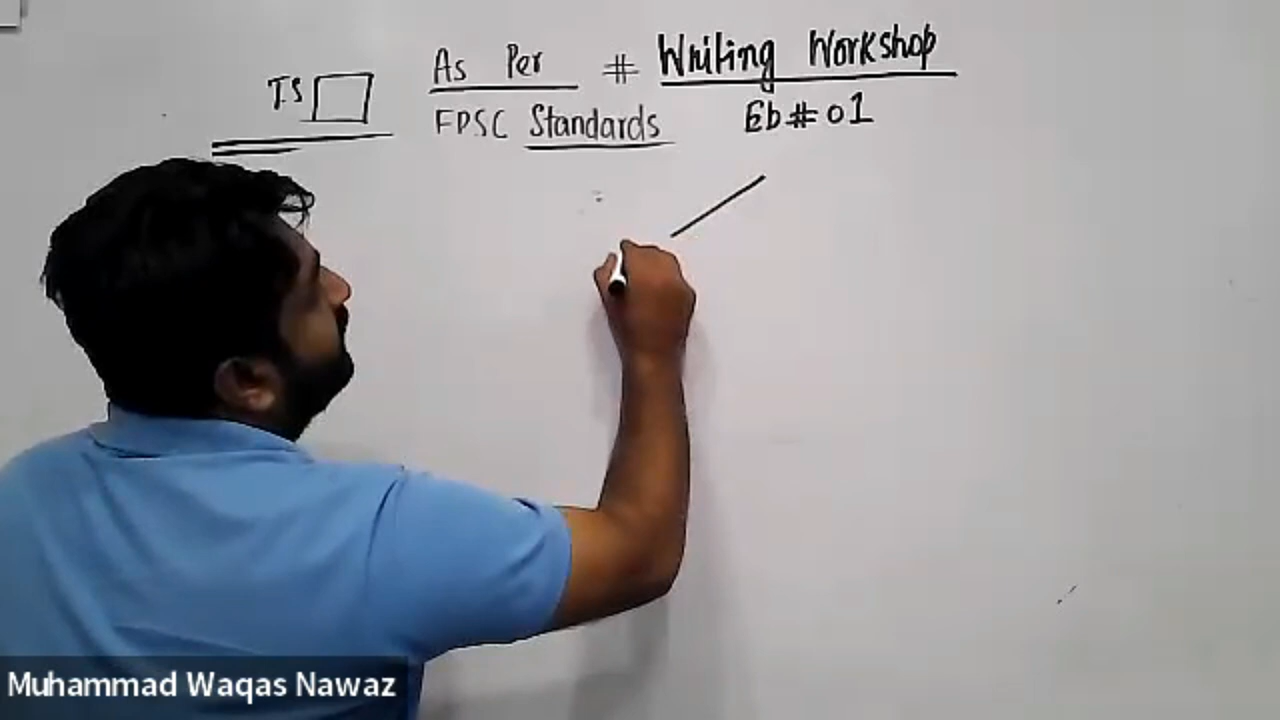 As Per # Writing Workshop
T.S
FPSC Standards Eb#01
Muhammad Waqas Nawaz